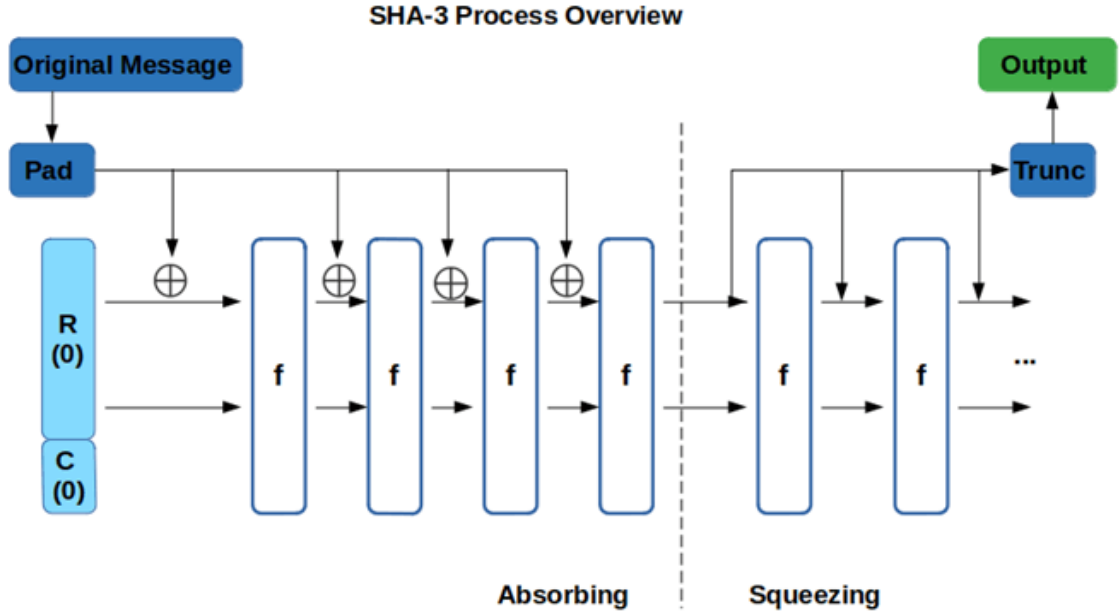 SHA-3 Process Overview
Original Message
Output
Pad
Trunc
R
(0)
f
f
f
f
f
f
...
C
(0)
Absorbing
Squeezing